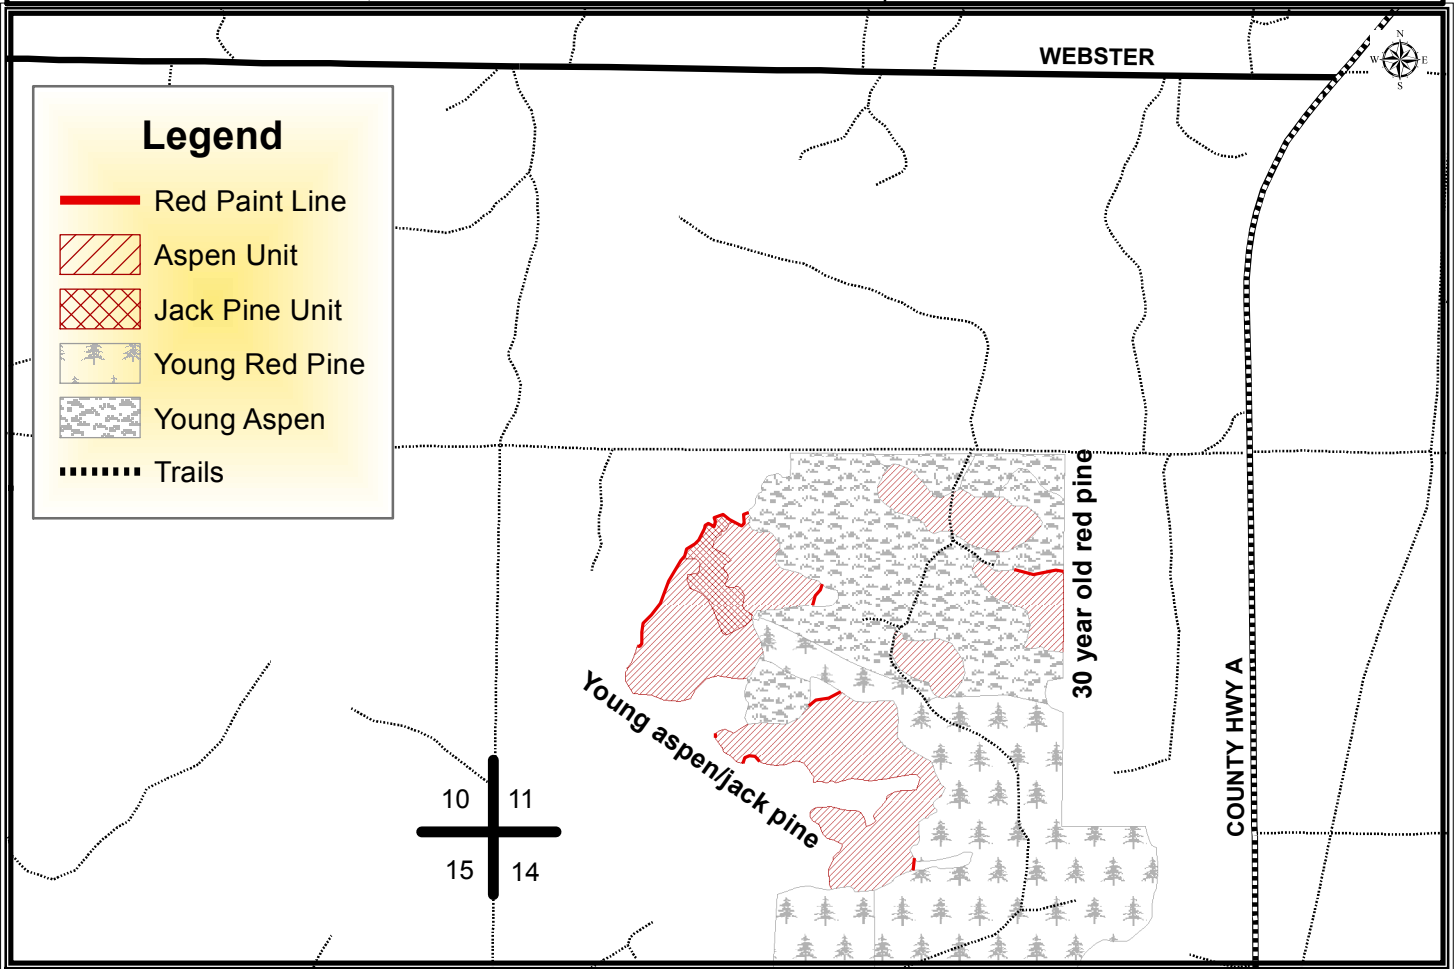 WEBSTER
N
W E
S
Legend
Red Paint Line
Aspen Unit
Jack Pine Unit
Young Red Pine
Young Aspen
Trails
30 year old red pine
Young aspen/jack pine
COUNTY HWY A
10 11
15 14